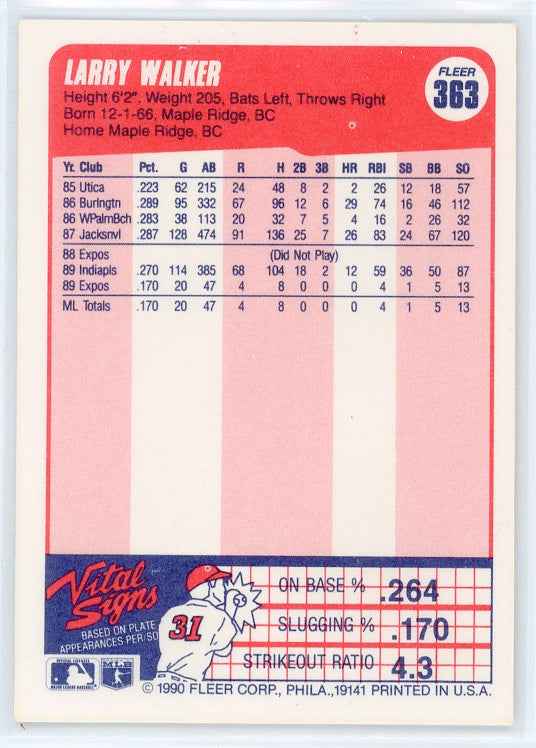 LARRY WALKER
FLEER
363
Height 6'2", Weight 205, Bats Left, Throws Right
Born 12-1-66, Maple Ridge, BC
Home Maple Ridge, BC
Yr. Club Pct. G AB R H 2B 3B HR RBI SB BB SO
85 Utica .223 62 215 24 48 8 2 2 26 12 18 57
86 Burlngtn .289 95 332 67 96 12 6 29 74 16 46 112
86 WPalmBch .283 38 113 20 32 7 5 4 16 2 26 32
87 Jacksnvl .287 128 474 91 136 25 7 26 83 24 67 120
88 Expos (Did Not Play)
89 Indiapls .270 114 385 68 104 18 2 12 59 36 50 87
89 Expos .170 20 47 4 8 0 0 0 4 1 5 13
ML Totals .170 20 47 4 8 0 0 0 4 1 5 13
Vital
Signs
BASED ON PLATE
APPEARANCES PER/SO
31
ON BASE % .264
SLUGGING % .170
STRIKEOUT RATIO 4.3
© 1990 FLEER CORP., PHILA.,19141 PRINTED IN U.S.A.